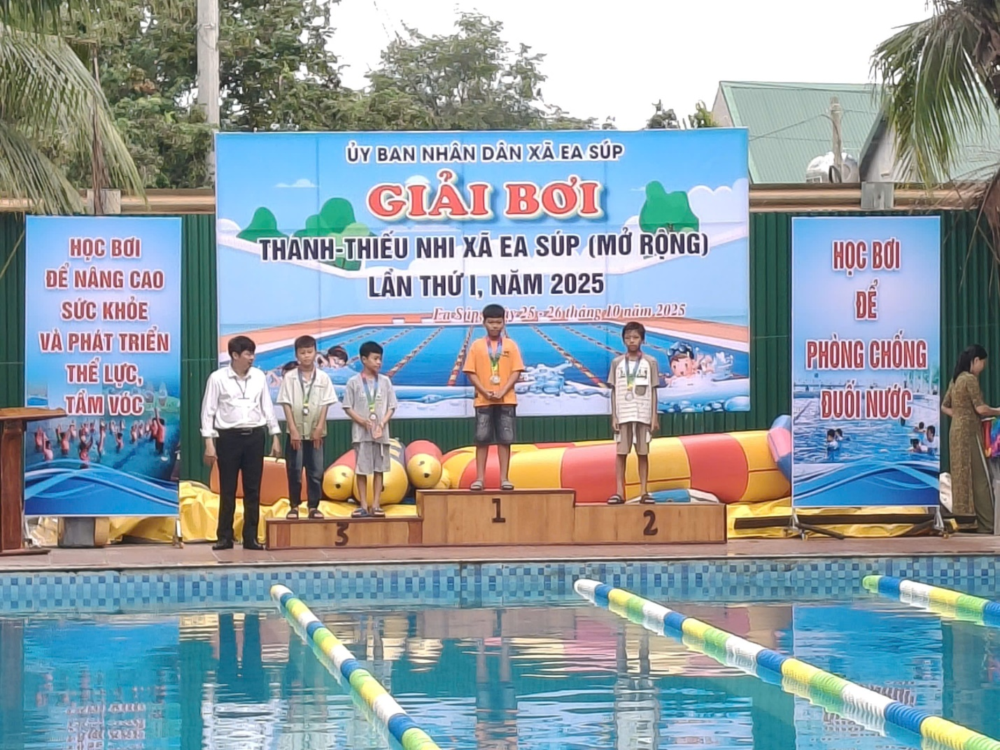 ỦY BAN NHÂN DÂN XÃ EA SÚP
GIẢI BƠI
THANH-THIẾU NHI XÃ EA SÚP (MỞ RỘNG)
LẦN THỨ I, NĂM 2025
Ea Súp, 25 - 26 tháng 10 năm 2025
HỌC BƠI
ĐỂ NÂNG CAO
SỨC KHỎE
VÀ PHÁT TRIỂN
THỂ LỰC,
TẦM VÓC
HỌC BƠI
ĐỂ
PHÒNG CHỐNG
ĐUỐI NƯỚC
3
1
2